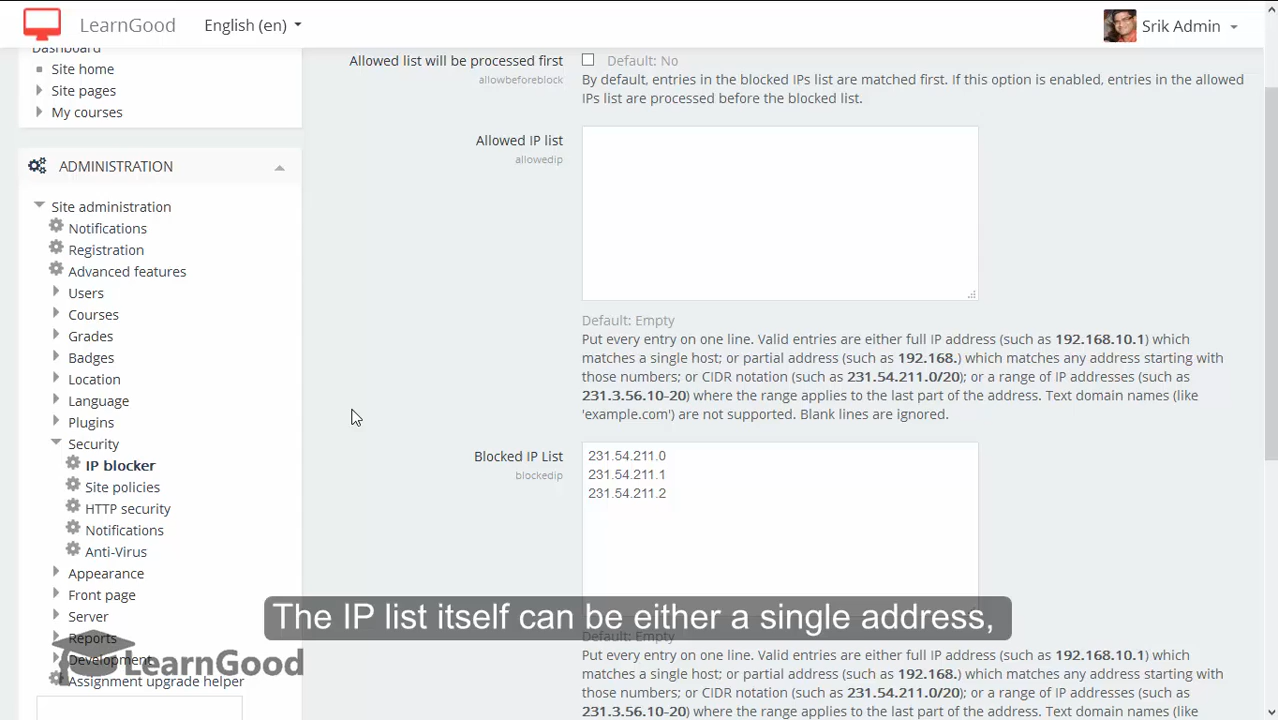 LearnGood
English (en)
Srik Admin
Dashboard
Site home
Site pages
My courses
ADMINISTRATION
Site administration
Notifications
Registration
Advanced features
Users
Courses
Grades
Badges
Location
Language
Plugins
Security
IP blocker
Site policies
HTTP security
Notifications
Anti-Virus
Appearance
Front page
Server
Reports
Development
Assignment upgrade helper
LearnGood
Allowed list will be processed first
allowbeforeblock
Default: No
By default, entries in the blocked IPs list are matched first. If this option is enabled, entries in the allowed
IPs list are processed before the blocked list.
Allowed IP list
allowedip
Default: Empty
Put every entry on one line. Valid entries are either full IP address (such as 192.168.10.1) which
matches a single host; or partial address (such as 192.168.) which matches any address starting with
those numbers; or CIDR notation (such as 231.54.211.0/20); or a range of IP addresses (such as
231.3.56.10-20) where the range applies to the last part of the address. Text domain names (like
'example.com') are not supported. Blank lines are ignored.
Blocked IP List
blockedip
231.54.211.0
231.54.211.1
231.54.211.2
The IP list itself can be either a single address,
Default: Empty
Put every entry on one line. Valid entries are either full IP address (such as 192.168.10.1) which
matches a single host; or partial address (such as 192.168.) which matches any address starting with
those numbers; or CIDR notation (such as 231.54.211.0/20); or a range of IP addresses (such as
231.3.56.10-20) where the range applies to the last part of the address. Text domain names (like